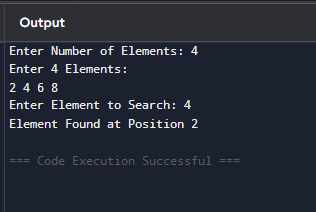 Output
Enter Number of Elements: 4
Enter 4 Elements:
2 4 6 8
Enter Element to Search: 4
Element Found at Position 2
=== Code Execution Successful ===